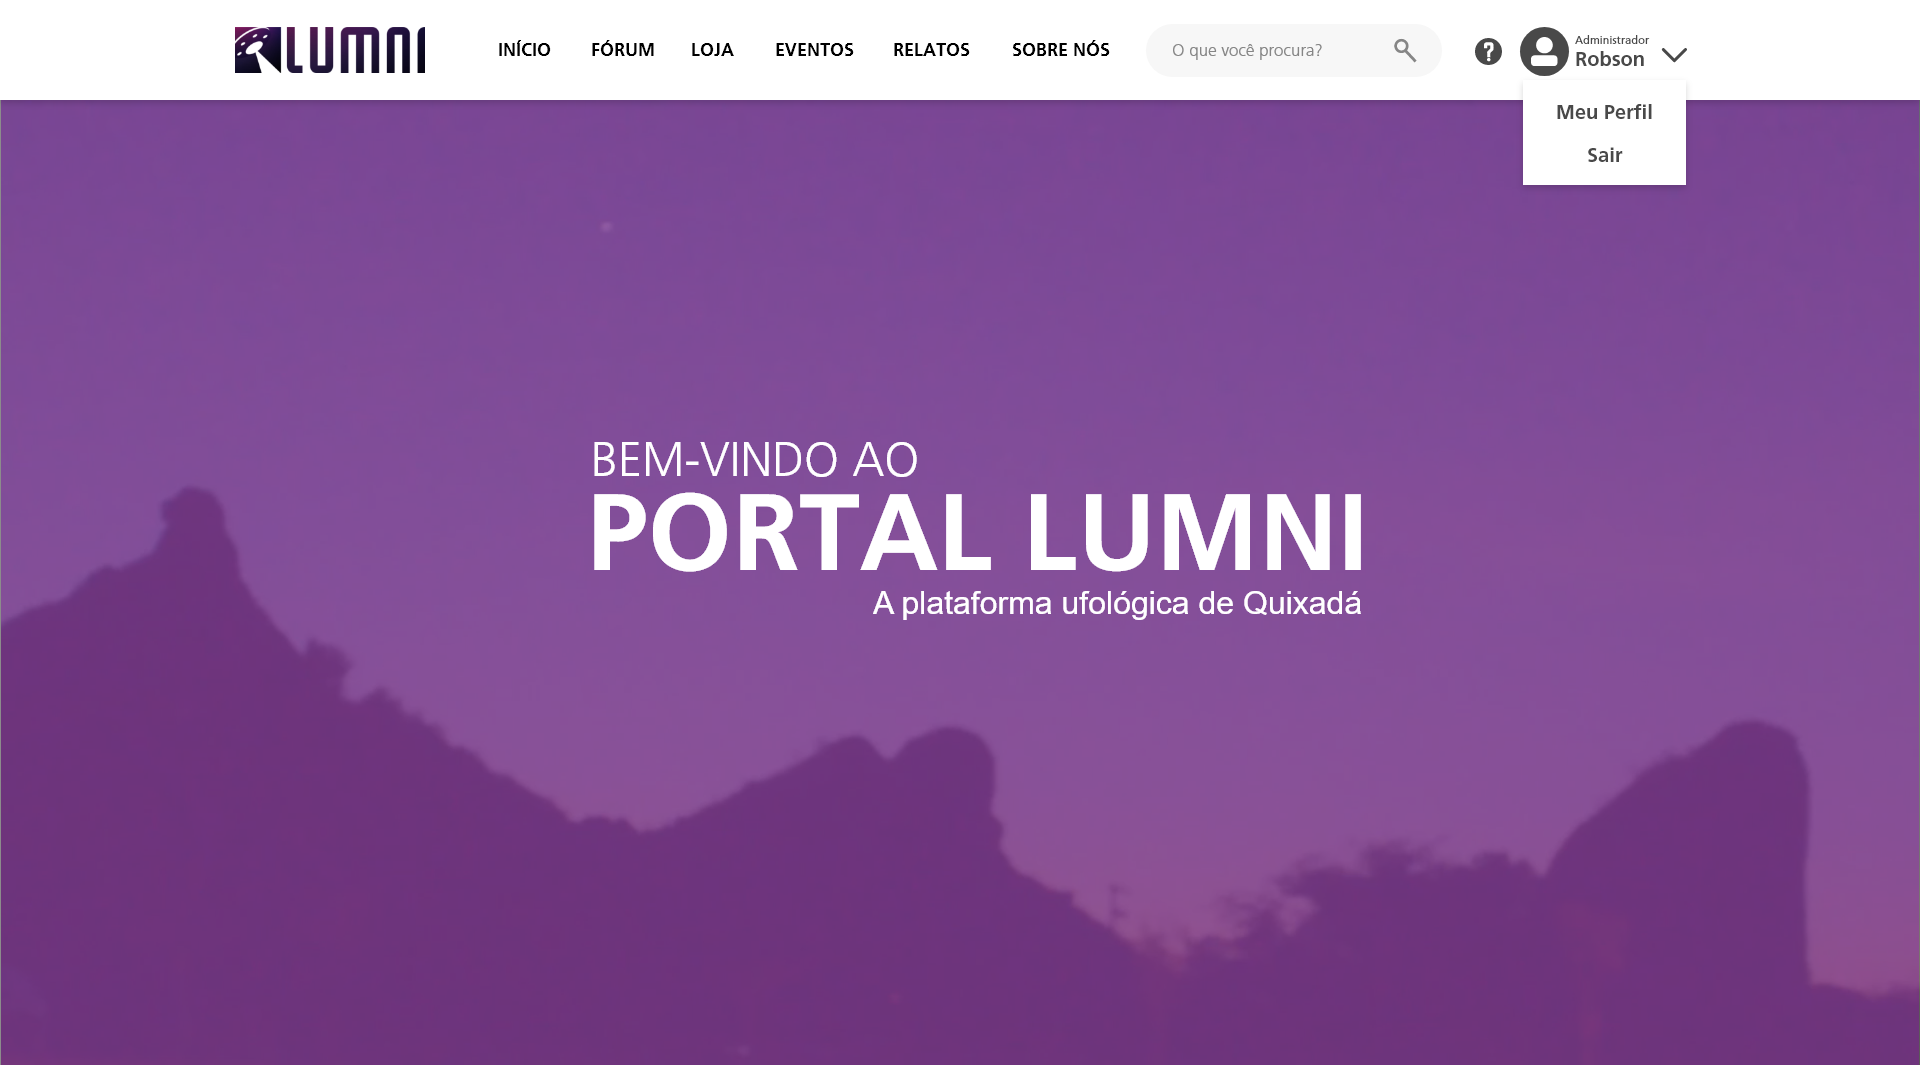 LUMNI
INÍCIO FÓRUM LOJA EVENTOS RELATOS SOBRE NÓS
O que você procura?
?
Administrador
Robson
Meu Perfil
Sair
BEM-VINDO AO
PORTAL LUMNI
A plataforma ufológica de Quixadá